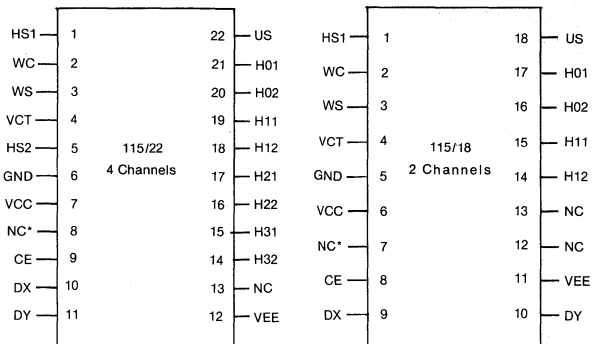 HS1 1 22 US
WC 2 21 H01
WS 3 20 H02
VCT 4 19 H11
HS2 5 18 H12
GND 6 17 H21
VCC 7 16 H22
NC* 8 15 H31
CE 9 14 H32
DX 10 13 NC
DY 11 12 VEE
115/22
4 Channels
HS1 1 18 US
WC 2 17 H01
WS 3 16 H02
VCT 4 15 H11
GND 5 14 H12
VCC 6 13 NC
NC* 7 12 NC
CE 8 11 VEE
DX 9 10 DY
115/18
2 Channels